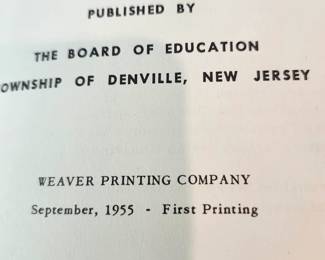 PUBLISHED BY
THE BOARD OF EDUCATION
OWNSHIP OF DENVILLE, NEW JERSEY
WEAVER PRINTING COMPANY
September, 1955 - First Printing